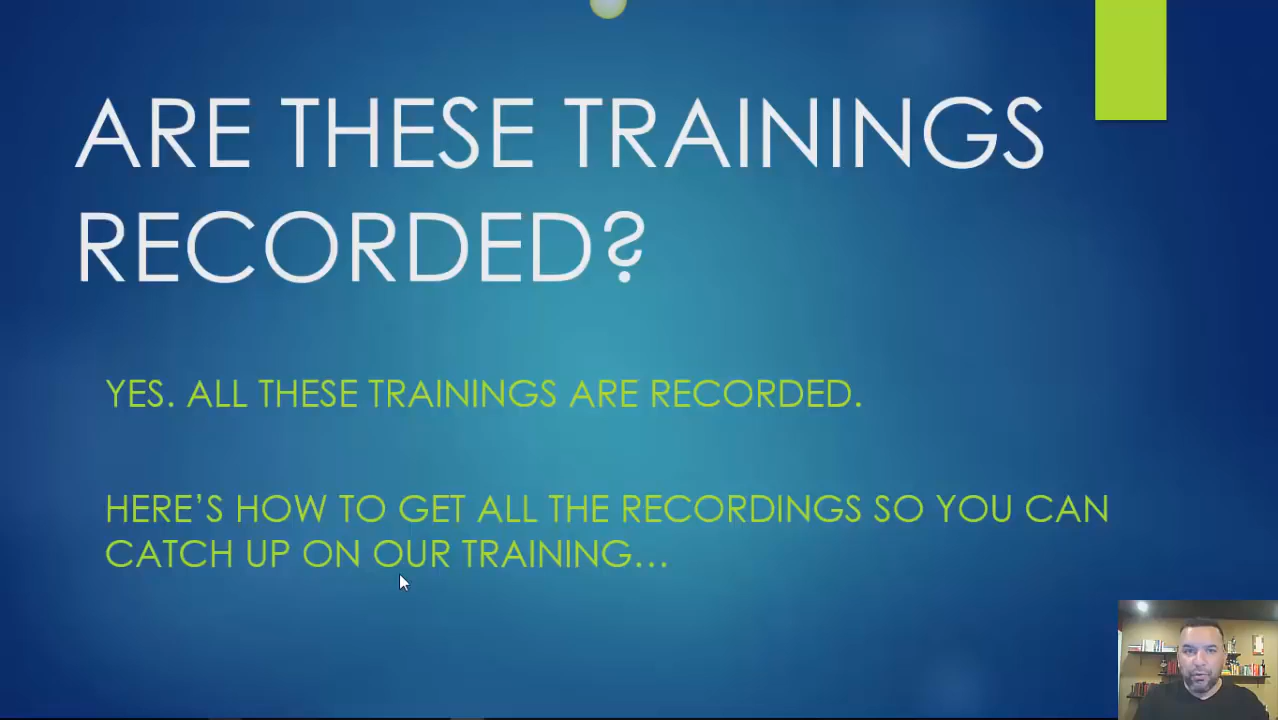 ARE THESE TRAININGS
RECORDED?
YES. ALL THESE TRAININGS ARE RECORDED.
HERE’S HOW TO GET ALL THE RECORDINGS SO YOU CAN
CATCH UP ON OUR TRAINING…